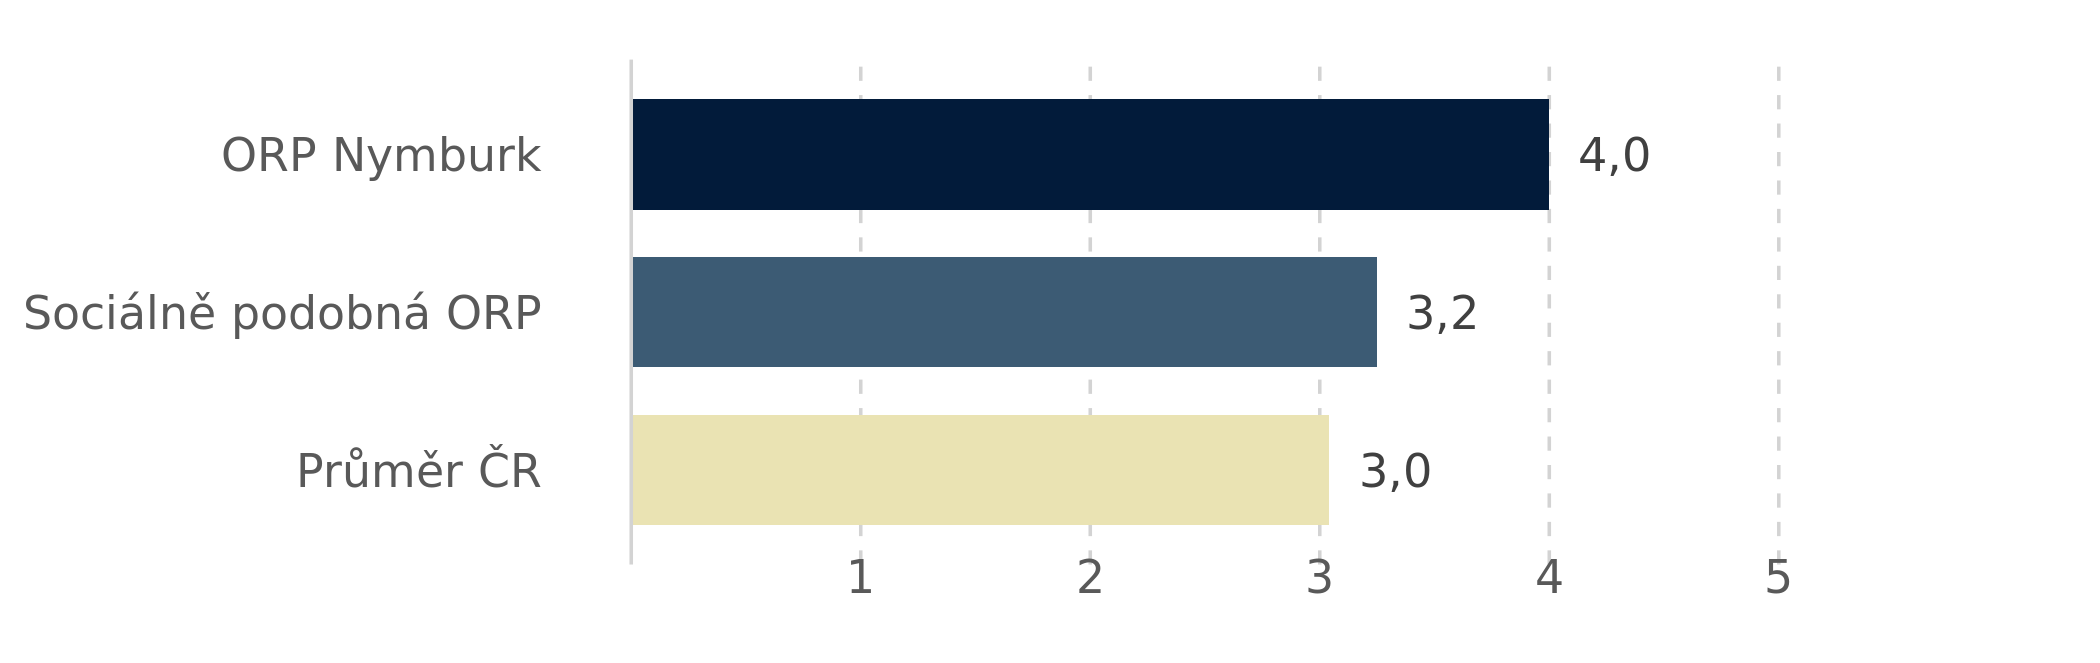 ORP Nymburk
4,0
Sociálně podobná ORP
3,2
Průměr ČR
3,0
1 2 3 4 5